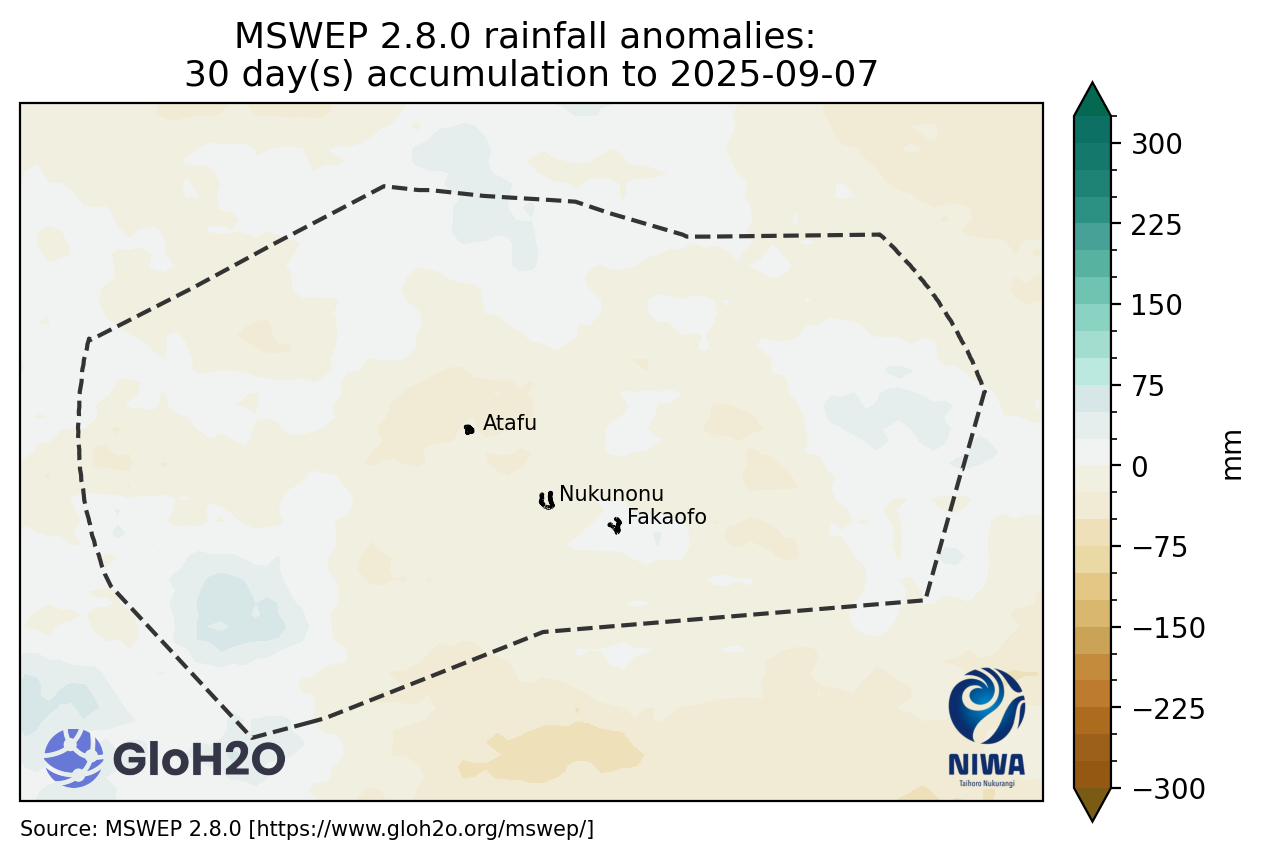 MSWEP 2.8.0 rainfall anomalies:
30 day(s) accumulation to 2025-09-07
300
225
150
75
0
−75
−150
−225
−300
mm
Atafu
Nukunonu
Fakaofo
GloH2O
NIWA
Taihoro Nukurangi
Source: MSWEP 2.8.0 [https://www.gloh2o.org/mswep/]